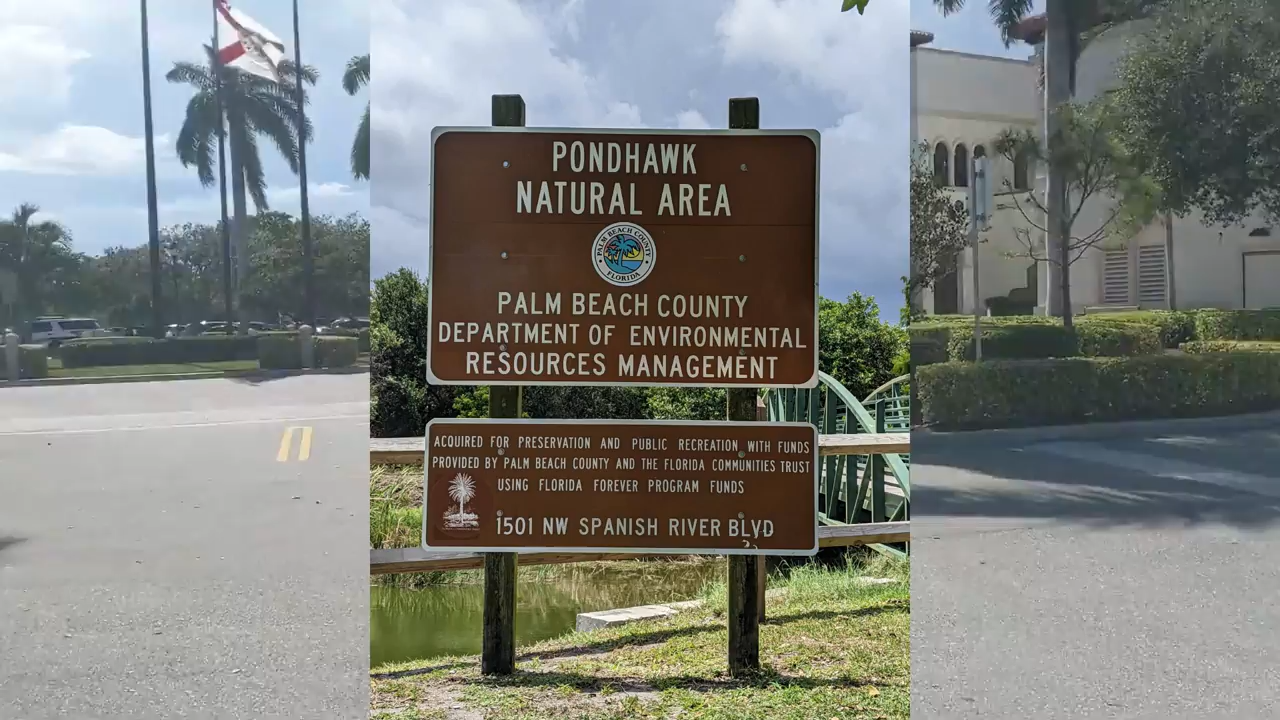 PONDHAWK
NATURAL AREA
PALM BEACH COUNTY
FLORIDA
PALM BEACH COUNTY
DEPARTMENT OF ENVIRONMENTAL
RESOURCES MANAGEMENT
ACQUIRED FOR PRESERVATION AND PUBLIC RECREATION WITH FUNDS
PROVIDED BY PALM BEACH COUNTY AND THE FLORIDA COMMUNITIES TRUST
USING FLORIDA FOREVER PROGRAM FUNDS
1501 NW SPANISH RIVER BLVD